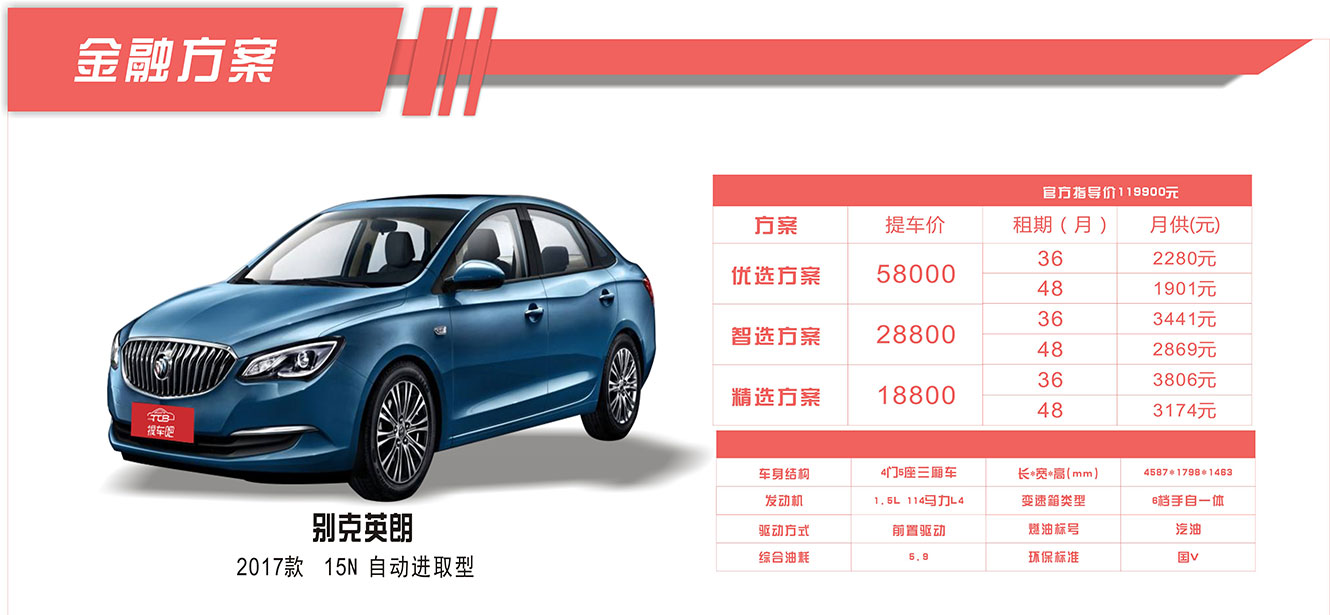 金融方案
官方指导价119900元
方案 提车价 租期（月） 月供(元)
优选方案 58000 36 2280元
48 1901元
智选方案 28800 36 3441元
48 2869元
精选方案 18800 36 3806元
48 3174元
车身结构 4门5座三厢车 长*宽*高(mm) 4587*1798*1463
发动机 1.5L 114马力L4 变速箱类型 6档手自一体
驱动方式 前置驱动 燃油标号 汽油
综合油耗 5.9 环保标准 国V
TCB
提车吧
别克英朗
2017款 15N 自动进取型